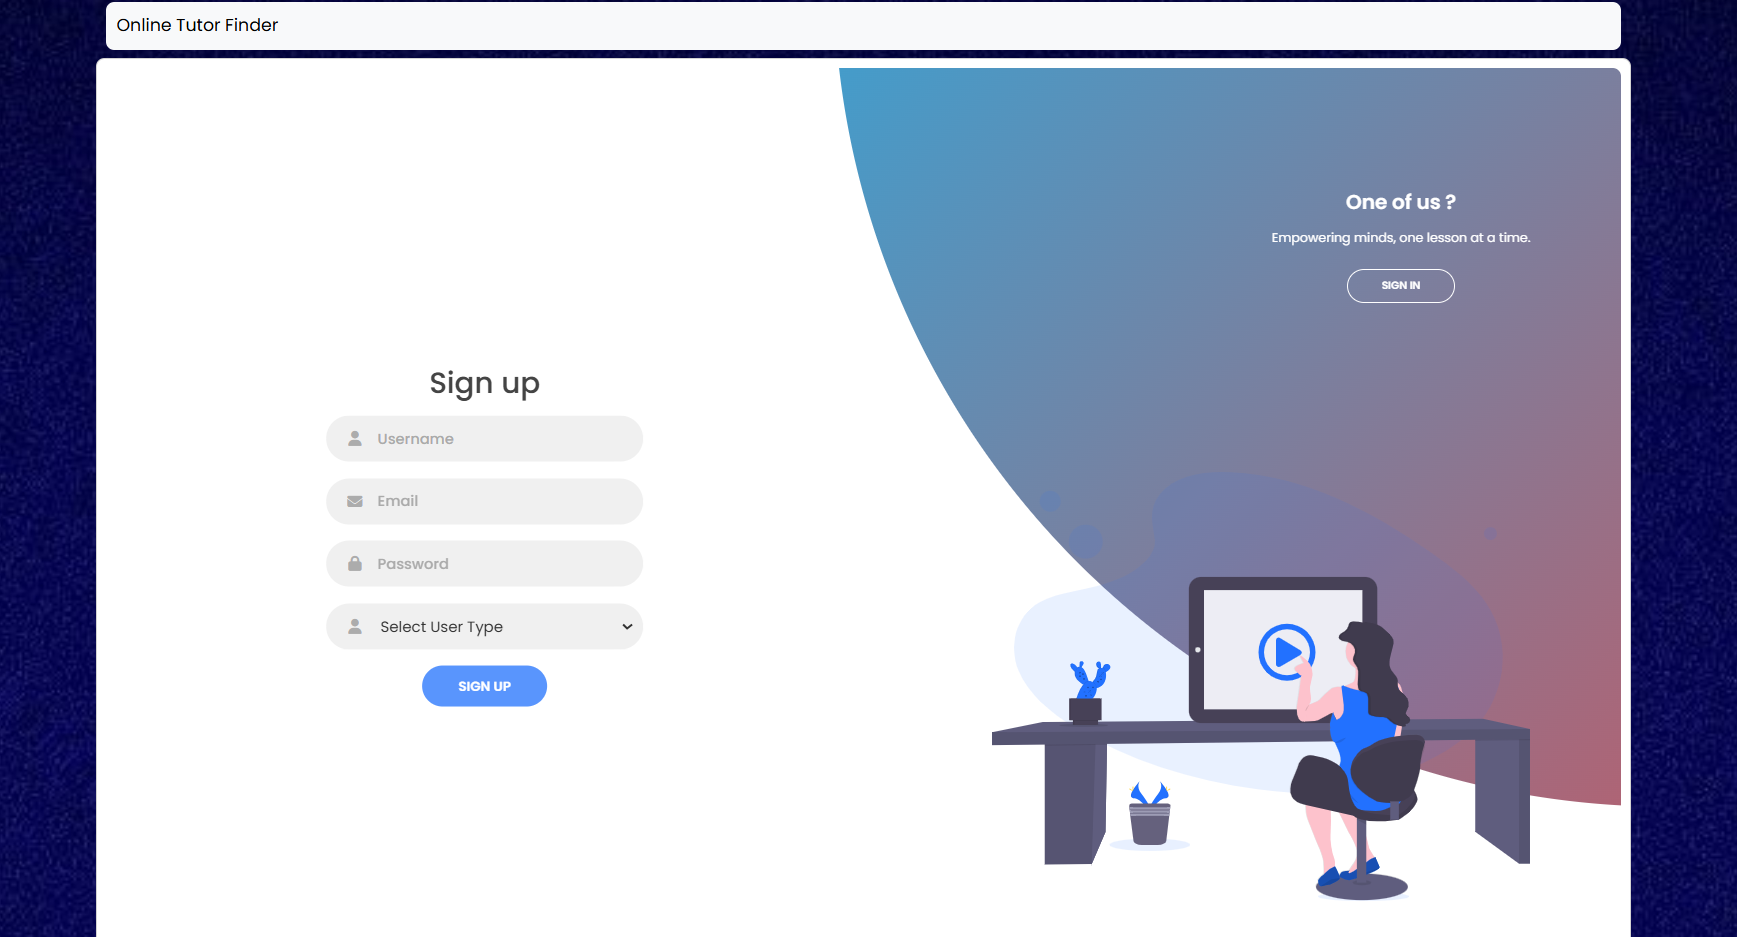 Online Tutor Finder
One of us ?
Empowering minds, one lesson at a time.
SIGN IN
Sign up
Username
Email
Password
Select User Type
SIGN UP